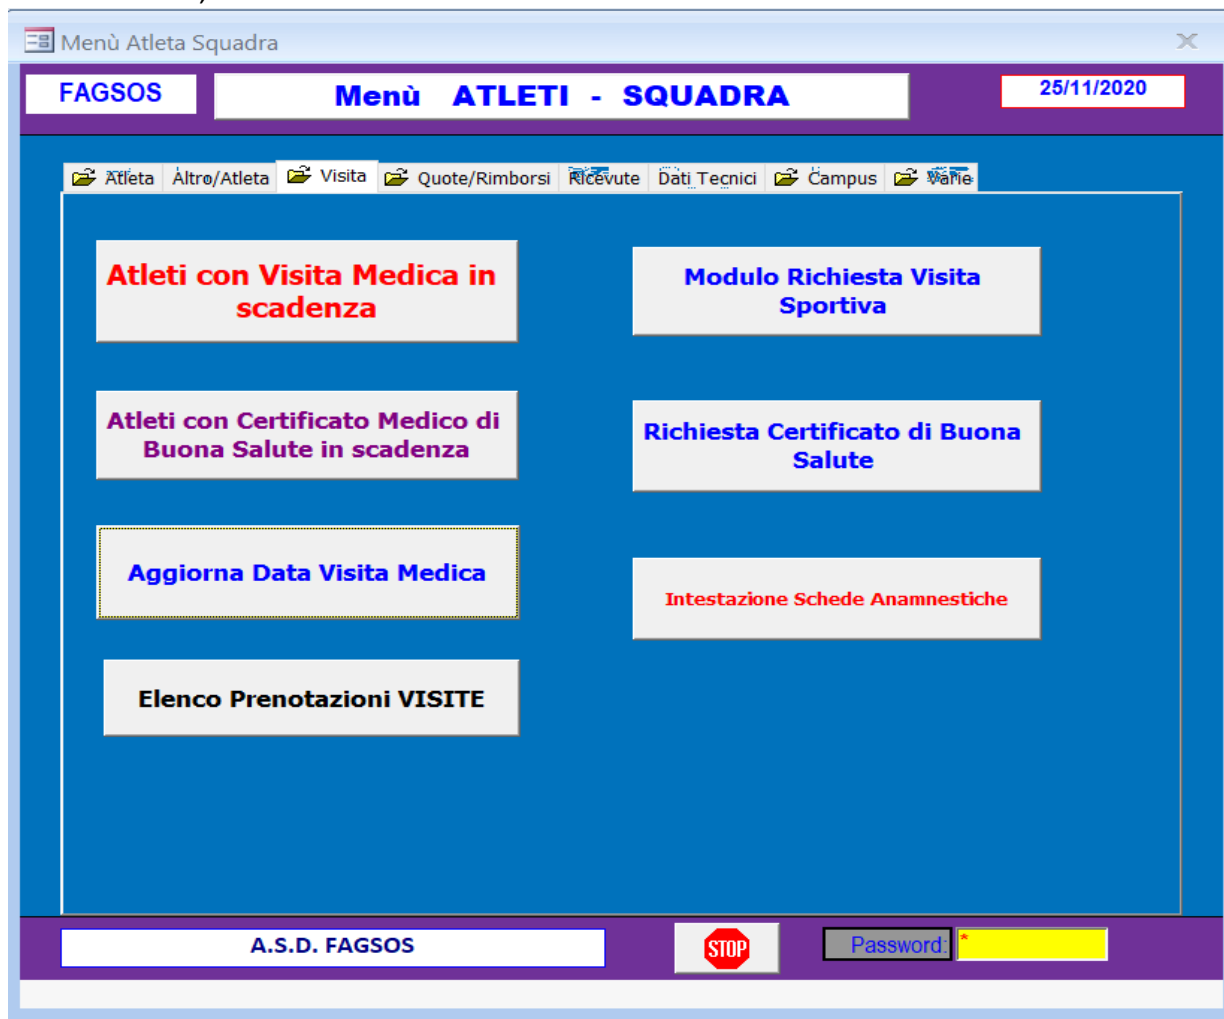 Menù Atleta Squadra
FAGSOS
Menù ATLETI - SQUADRA
25/11/2020
Atleta Altro/Atleta Visita Quote/Rimborsi Ricevute Dati Tecnici Campus Varie
Atleti con Visita Medica in
scadenza
Modulo Richiesta Visita
Sportiva
Atleti con Certificato Medico di
Buona Salute in scadenza
Richiesta Certificato di Buona
Salute
Aggiorna Data Visita Medica
Intestazione Schede Anamnestiche
Elenco Prenotazioni VISITE
A.S.D. FAGSOS
STOP
Password: *